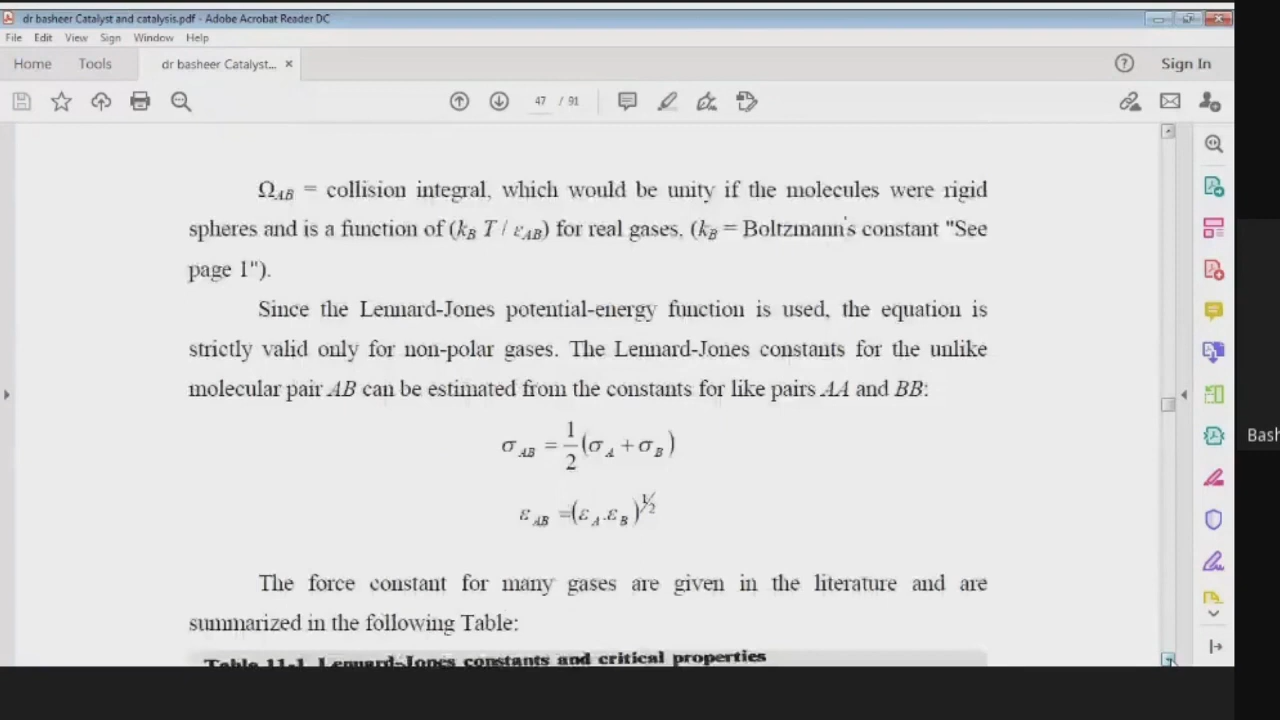 dr basheer Catalyst and catalysis.pdf - Adobe Acrobat Reader DC
File Edit View Sign Window Help
Home Tools dr basheer Catalyst... × Sign In
47 / 91
Ω_AB = collision integral, which would be unity if the molecules were rigid
spheres and is a function of (k_B T / ε_AB) for real gases, (k_B = Boltzmann's constant "See
page 1").
Since the Lennard-Jones potential-energy function is used, the equation is
strictly valid only for non-polar gases. The Lennard-Jones constants for the unlike
molecular pair AB can be estimated from the constants for like pairs AA and BB:
σ_AB = 1/2 (σ_A + σ_B)
ε_AB = (ε_A.ε_B)^1/2
The force constant for many gases are given in the literature and are
summarized in the following Table:
Table 11-1 Lennard-Jones constants and critical properties
Bash